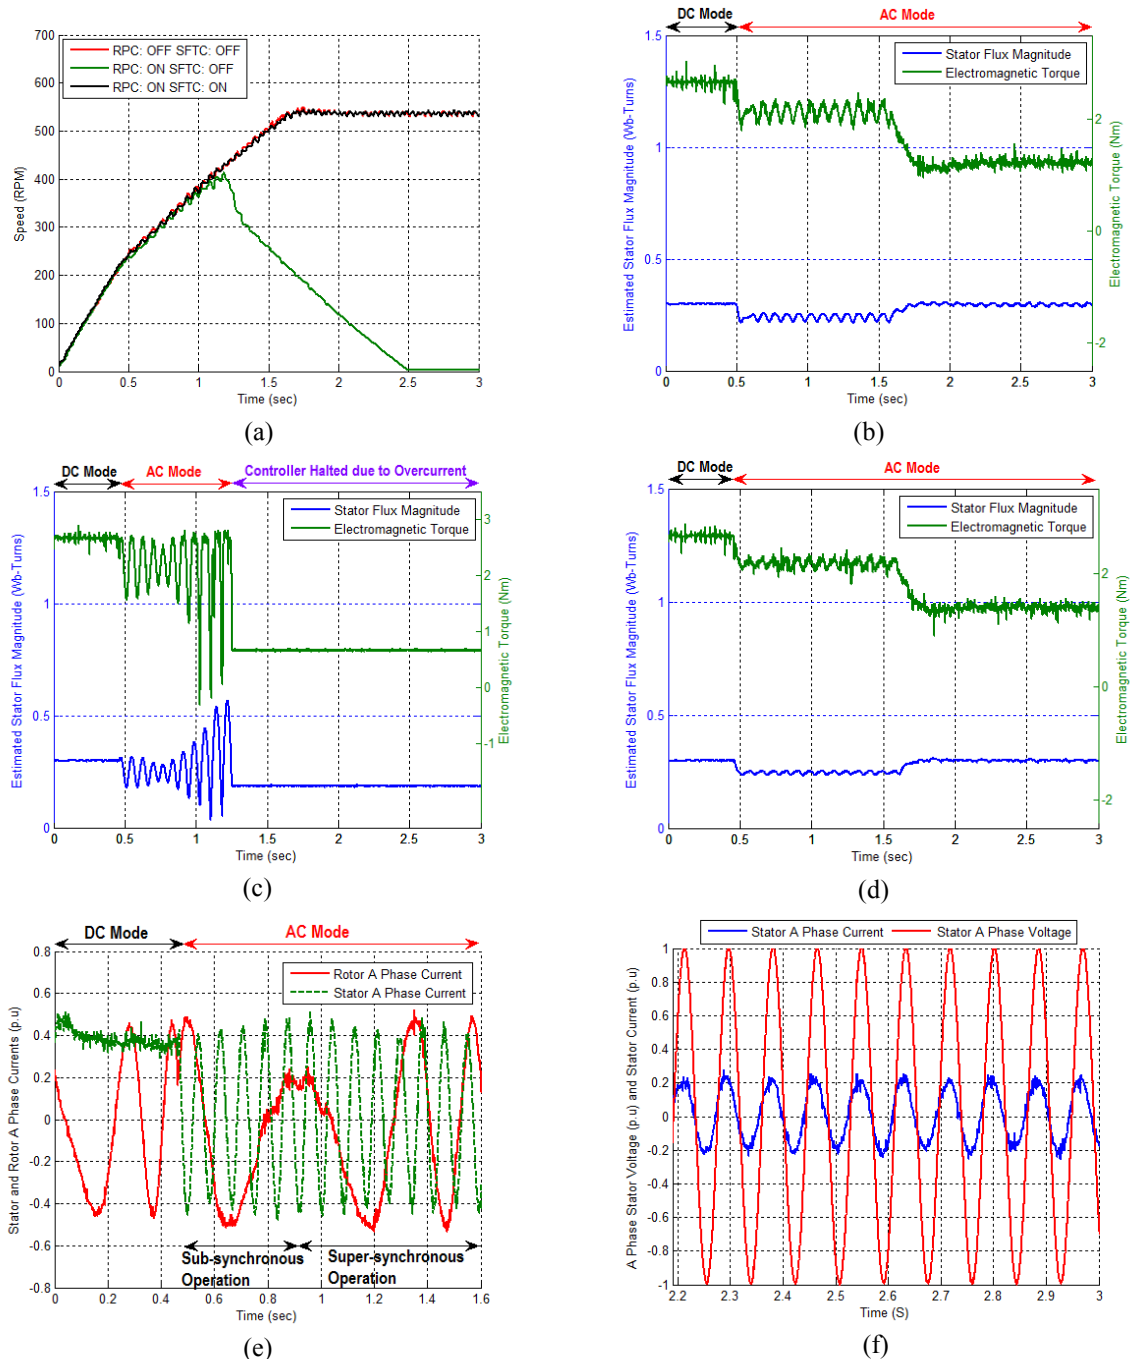 700
600
500
400
300
200
100
0
0
0.5
1
1.5
2
2.5
3
Speed (RPM)
Time (sec)
RPC: OFF SFTC: OFF
RPC: ON SFTC: OFF
RPC: ON SFTC: ON
(a)
DC Mode
AC Mode
1.5
1
0.5
0
Estimated Stator Flux Magnitude (Wb-Turns)
Stator Flux Magnitude
Electromagnetic Torque
2
0
-2
Electromagnetic Torque (Nm)
0
0.5
1
1.5
2
2.5
3
Time (sec)
(b)
DC Mode
AC Mode
Controller Halted due to Overcurrent
1.5
1
0.5
0
Estimated Stator Flux Magnitude (Wb-Turns)
Stator Flux Magnitude
Electromagnetic Torque
3
2
1
0
-1
Electromagnetic Torque (Nm)
0
0.5
1
1.5
2
2.5
3
Time (sec)
(c)
DC Mode
AC Mode
1.5
1
0.5
0
Estimated Stator Flux Magnitude (Wb-Turns)
Stator Flux Magnitude
Electromagnetic Torque
2
0
-2
Electromagnetic Torque (Nm)
0
0.5
1
1.5
2
2.5
3
Time (sec)
(d)
DC Mode
AC Mode
0.8
0.6
0.4
0.2
0
-0.2
-0.4
-0.6
-0.8
Stator and Rotor A Phase Currents (p.u)
Rotor A Phase Current
Stator A Phase Current
Sub-synchronous
Operation
Super-synchronous
Operation
0
0.2
0.4
0.6
0.8
1
1.2
1.4
1.6
Time (sec)
(e)
Stator A Phase Current
Stator A Phase Voltage
1
0.8
0.6
0.4
0.2
0
-0.2
-0.4
-0.6
-0.8
-1
A Phase Stator Voltage (p.u) and Stator Current (p.u)
2.2
2.3
2.4
2.5
2.6
2.7
2.8
2.9
3
Time (S)
(f)